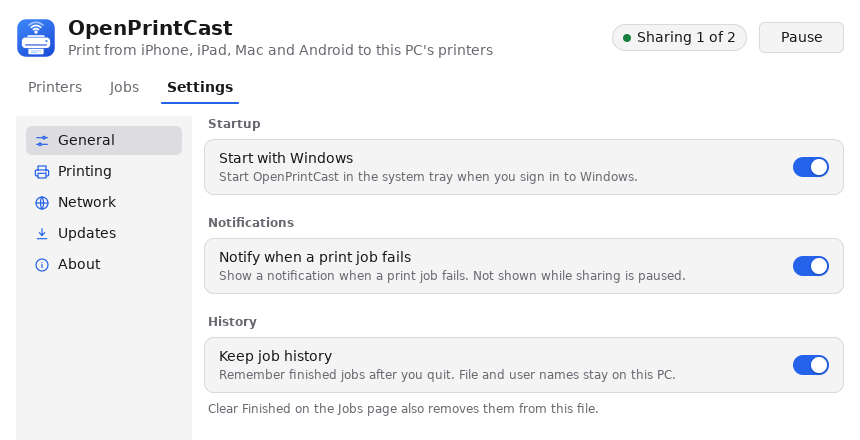 OpenPrintCast
Print from iPhone, iPad, Mac and Android to this PC's printers
Sharing 1 of 2
Pause
Printers
Jobs
Settings
General
Printing
Network
Updates
About
Startup
Start with Windows
Start OpenPrintCast in the system tray when you sign in to Windows.
Notifications
Notify when a print job fails
Show a notification when a print job fails. Not shown while sharing is paused.
History
Keep job history
Remember finished jobs after you quit. File and user names stay on this PC.
Clear Finished on the Jobs page also removes them from this file.